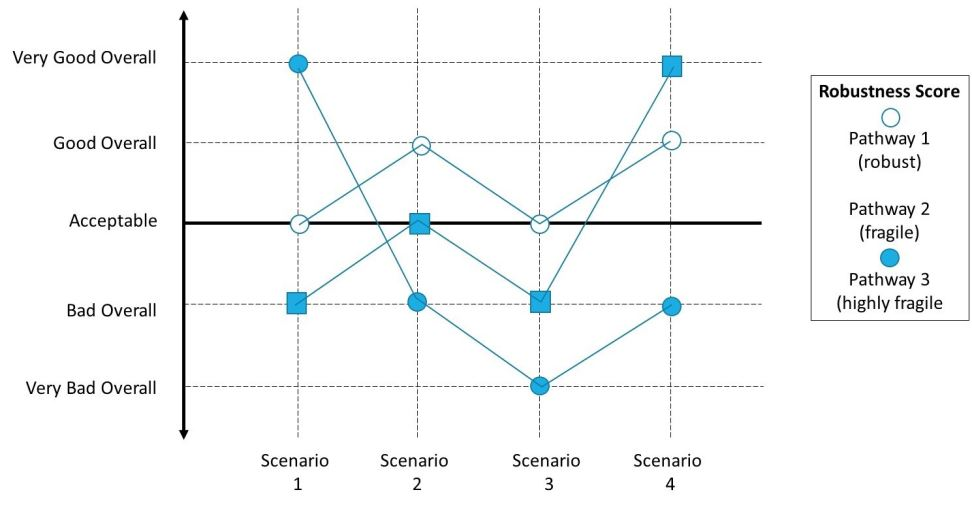 Very Good Overall
Good Overall
Acceptable
Bad Overall
Very Bad Overall
Scenario
1
Scenario
2
Scenario
3
Scenario
4
Robustness Score
Pathway 1
(robust)
Pathway 2
(fragile)
Pathway 3
(highly fragile